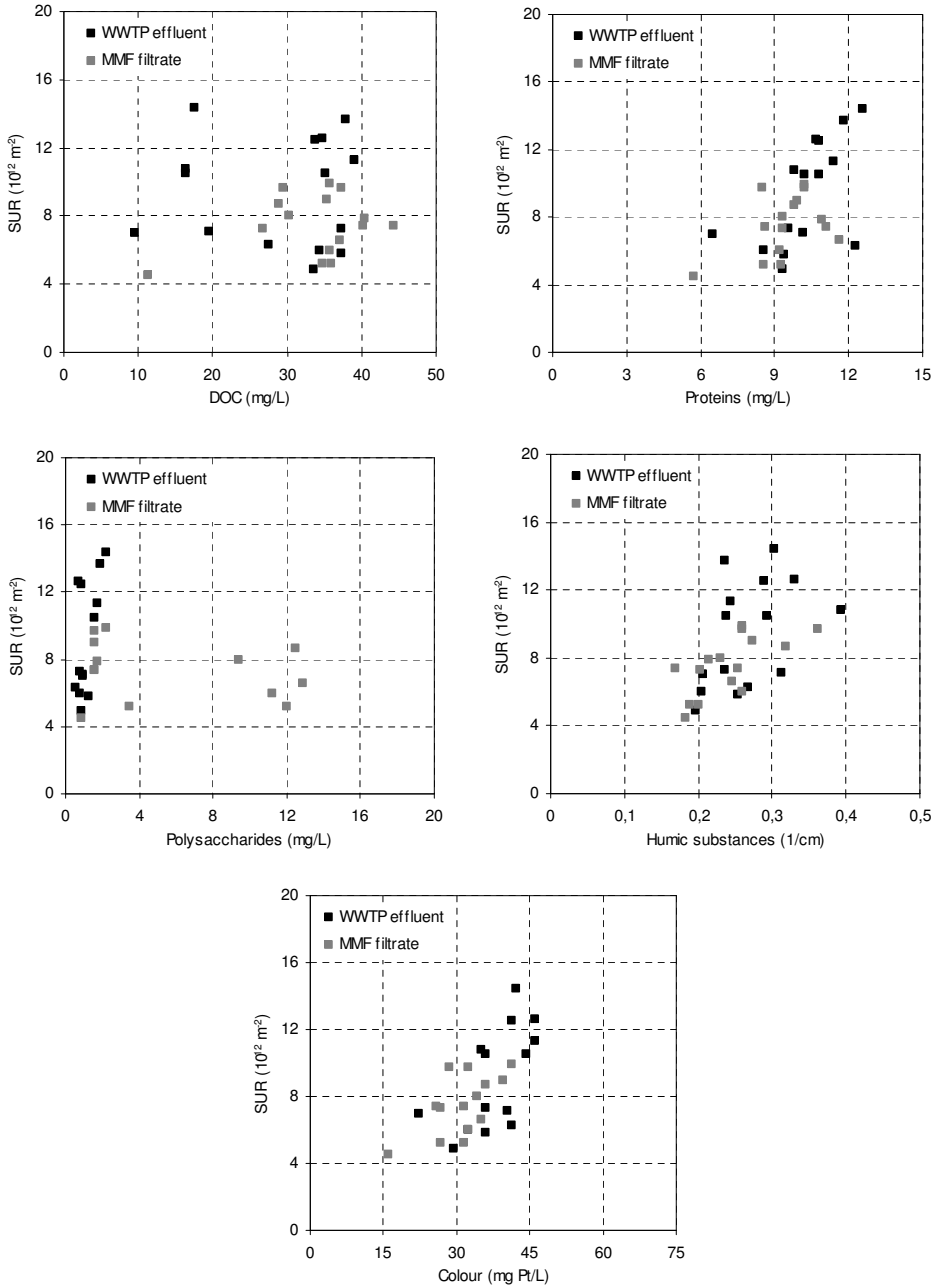 20
WWTP effluent
16
MMF filtrate
12
8
4
0
SUR (10¹² m⁻²)
0 10 20 30 40 50
DOC (mg/L)
20
WWTP effluent
16
MMF filtrate
12
8
4
0
SUR (10¹² m⁻²)
0 3 6 9 12 15
Proteins (mg/L)
20
WWTP effluent
16
MMF filtrate
12
8
4
0
SUR (10¹² m⁻²)
0 4 8 12 16 20
Polysaccharides (mg/L)
20
WWTP effluent
16
MMF filtrate
12
8
4
0
SUR (10¹² m⁻²)
0 0,1 0,2 0,3 0,4 0,5
Humic substances (1/cm)
20
WWTP effluent
16
MMF filtrate
12
8
4
0
SUR (10¹² m⁻²)
0 15 30 45 60 75
Colour (mg Pt/L)